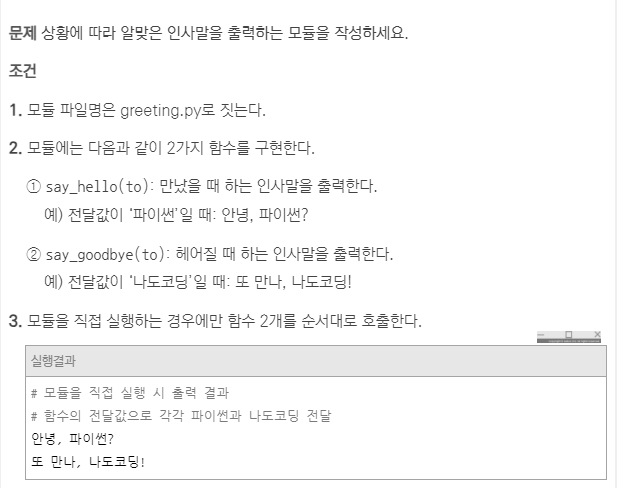 문제 상황에 따라 알맞은 인사말을 출력하는 모듈을 작성하세요.
조건
1. 모듈 파일명은 greeting.py로 짓는다.
2. 모듈에는 다음과 같이 2가지 함수를 구현한다.
① say_hello(to): 만났을 때 하는 인사말을 출력한다.
예) 전달값이 ‘파이썬’일 때: 안녕, 파이썬?
② say_goodbye(to): 헤어질 때 하는 인사말을 출력한다.
예) 전달값이 ‘나도코딩’일 때: 또 만나, 나도코딩!
3. 모듈을 직접 실행하는 경우에만 함수 2개를 순서대로 호출한다.
실행결과
# 모듈을 직접 실행 시 출력 결과
# 함수의 전달값으로 각각 파이썬과 나도코딩 전달
안녕, 파이썬?
또 만나, 나도코딩!